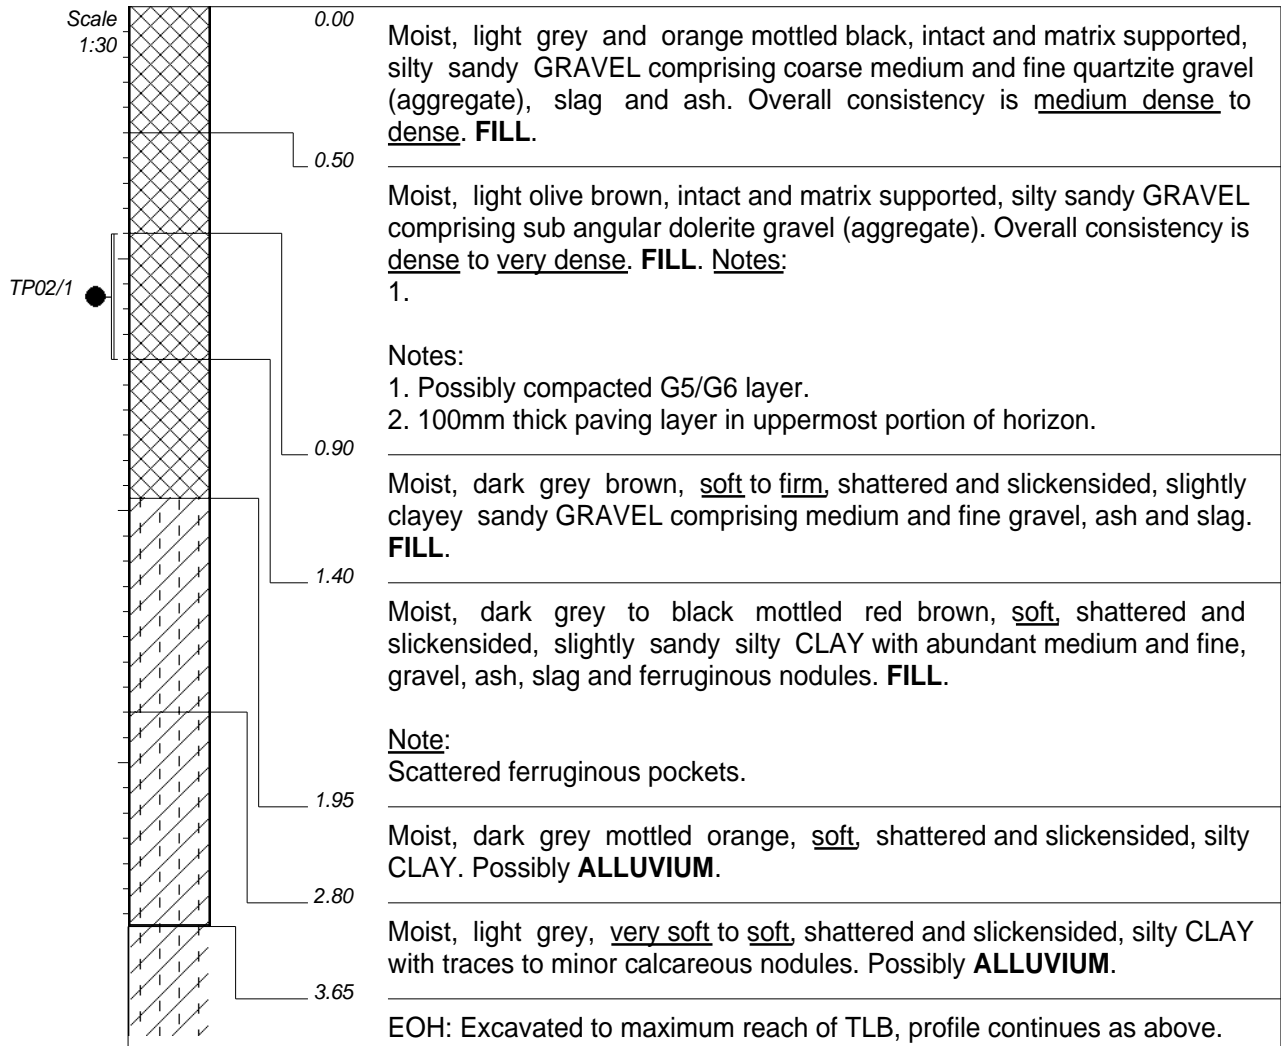 Scale
1:30
0.00
Moist, light grey and orange mottled black, intact and matrix supported,
silty sandy GRAVEL comprising coarse medium and fine quartzite gravel
(aggregate), slag and ash. Overall consistency is medium dense to
dense. FILL.
0.50
Moist, light olive brown, intact and matrix supported, silty sandy GRAVEL
comprising sub angular dolerite gravel (aggregate). Overall consistency is
dense to very dense. FILL. Notes:
1.
TP02/1
Notes:
1. Possibly compacted G5/G6 layer.
2. 100mm thick paving layer in uppermost portion of horizon.
0.90
Moist, dark grey brown, soft to firm, shattered and slickensided, slightly
clayey sandy GRAVEL comprising medium and fine gravel, ash and slag.
FILL.
1.40
Moist, dark grey to black mottled red brown, soft, shattered and
slickensided, slightly sandy silty CLAY with abundant medium and fine,
gravel, ash, slag and ferruginous nodules. FILL.
Note:
Scattered ferruginous pockets.
1.95
Moist, dark grey mottled orange, soft, shattered and slickensided, silty
CLAY. Possibly ALLUVIUM.
2.80
Moist, light grey, very soft to soft, shattered and slickensided, silty CLAY
with traces to minor calcareous nodules. Possibly ALLUVIUM.
3.65
EOH: Excavated to maximum reach of TLB, profile continues as above.